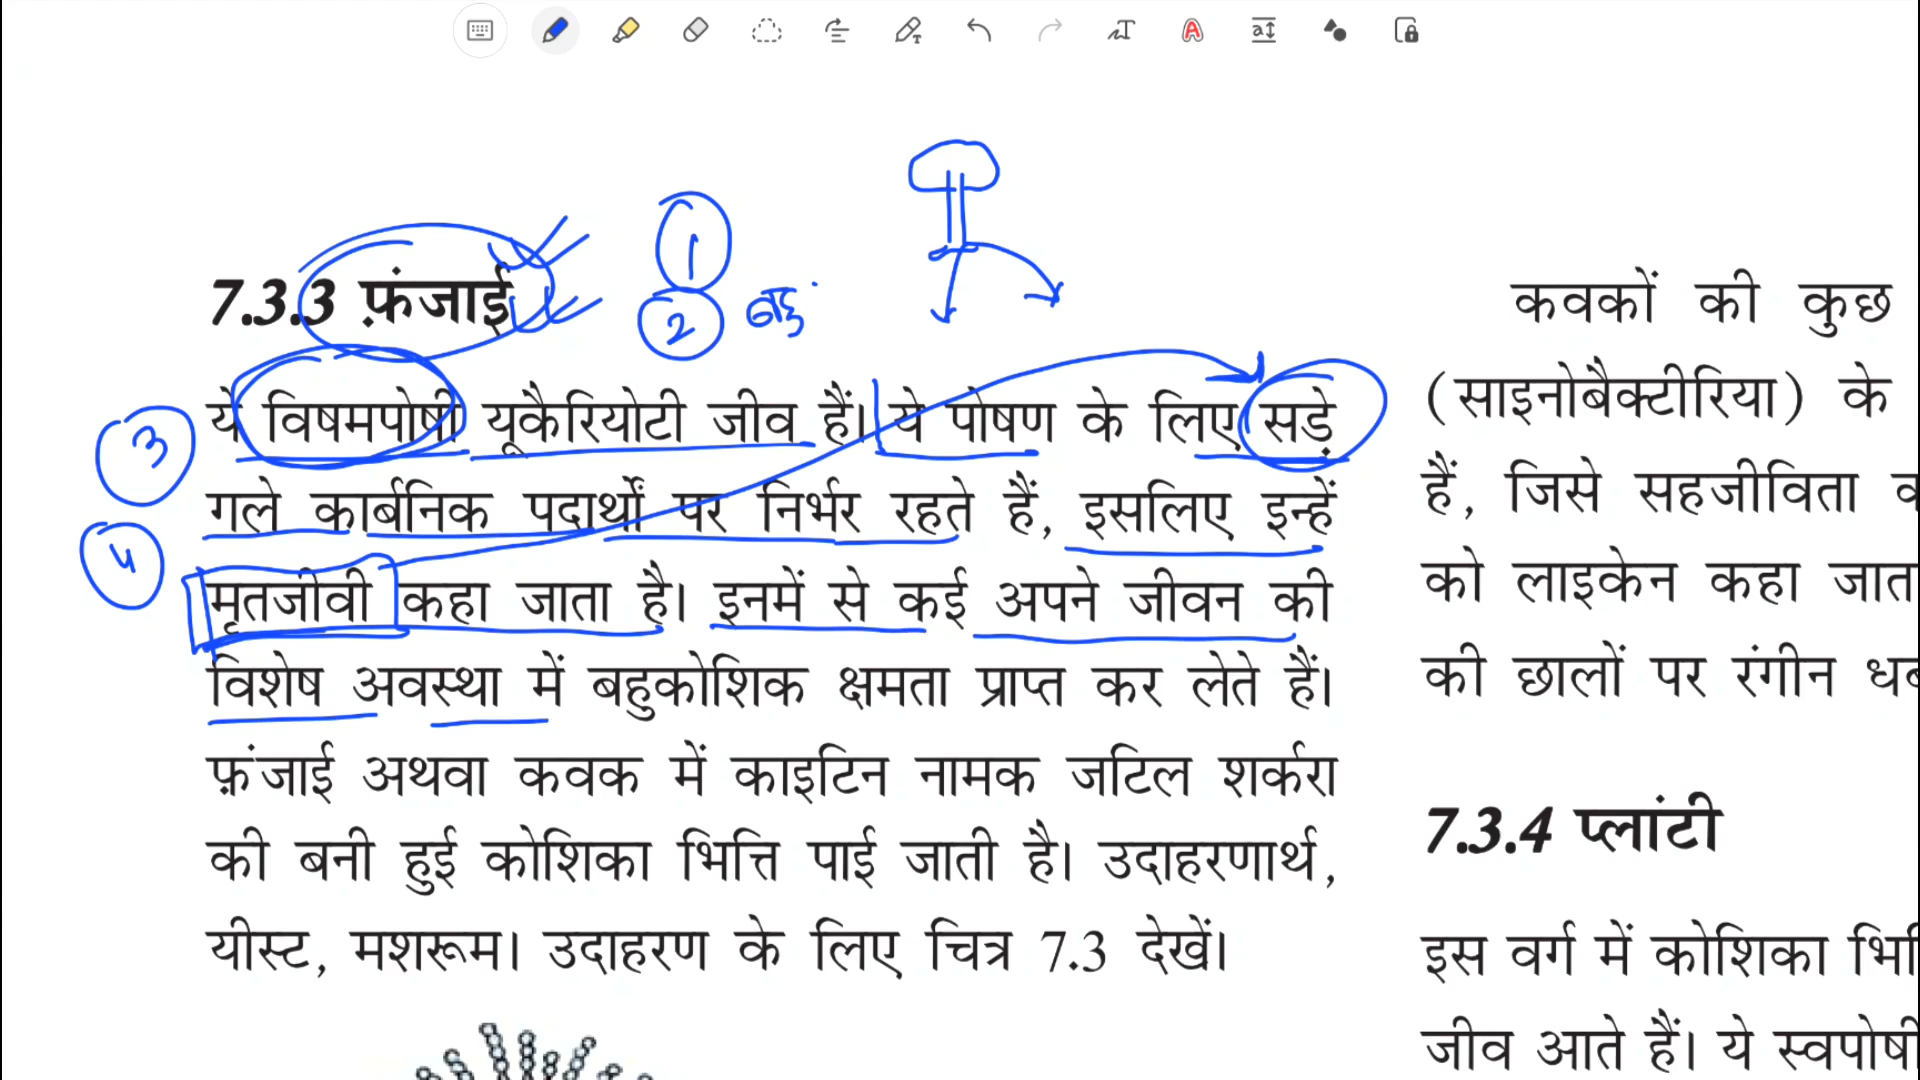 1
2 बहु
7.3.3 फ़ंजाई
3
ये विषमपोषी यूकैरियोटी जीव हैं। ये पोषण के लिए सड़े
गले कार्बनिक पदार्थों पर निर्भर रहते हैं, इसलिए इन्हें
4
मृतजीवी कहा जाता है। इनमें से कई अपने जीवन की
विशेष अवस्था में बहुकोशिक क्षमता प्राप्त कर लेते हैं।
फ़ंजाई अथवा कवक में काइटिन नामक जटिल शर्करा
की बनी हुई कोशिका भित्ति पाई जाती है। उदाहरणार्थ,
यीस्ट, मशरूम। उदाहरण के लिए चित्र 7.3 देखें।
कवकों की कुछ
(साइनोबैक्टीरिया) के
हैं, जिसे सहजीविता
को लाइकेन कहा जात
की छालों पर रंगीन
7.3.4 प्लांटी
इस वर्ग में कोशिका
जीव आते हैं। ये स्वपोषी